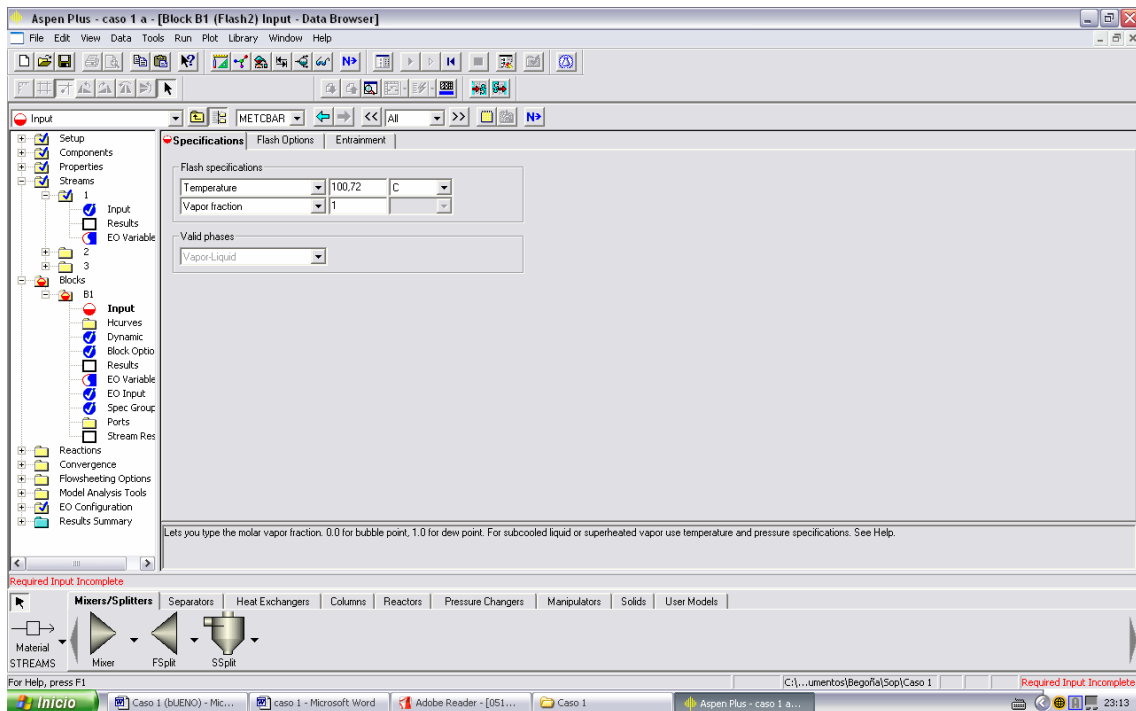 Aspen Plus - caso 1 a - [Block B1 (Flash2) Input - Data Browser]
File Edit View Data Tools Run Plot Library Window Help
N>
Input METCBAR << All >> N>
Setup
Components
Properties
Streams
1
Input
Results
EO Variable
2
3
Blocks
B1
Input
Hcurves
Dynamic
Block Optio
Results
EO Variable
EO Input
Spec Group
Ports
Stream Res
Reactions
Convergence
Flowsheeting Options
Model Analysis Tools
EO Configuration
Results Summary
Specifications Flash Options Entrainment
Flash specifications
Temperature 100,72 C
Vapor fraction 1
Valid phases
Vapor-Liquid
Lets you type the molar vapor fraction. 0.0 for bubble point, 1.0 for dew point. For subcooled liquid or superheated vapor use temperature and pressure specifications. See Help.
Required Input Incomplete
Mixers/Splitters Separators Heat Exchangers Columns Reactors Pressure Changers Manipulators Solids User Models
Material
STREAMS Mixer FSplit SSplit
For Help, press F1 C:\...umentos\Begoña\Sop\Caso 1 Required Input Incomplete
Inicio Caso 1 (bUENO) - Mic... caso 1 - Microsoft Word Adobe Reader - [051... Caso 1 Aspen Plus - caso 1 a... 23:13